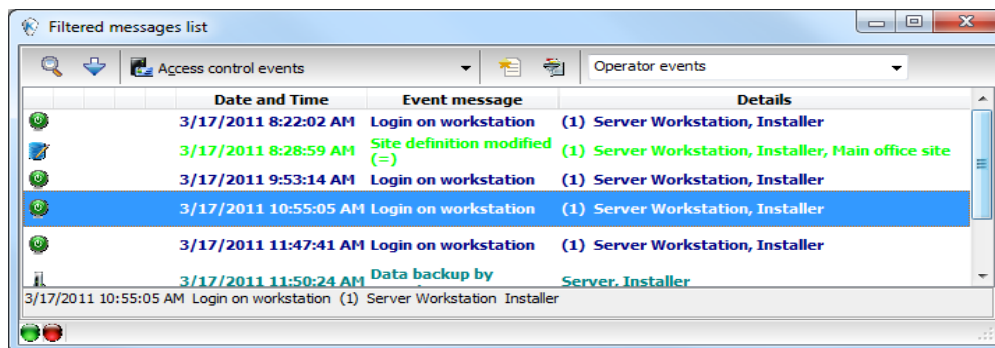 Filtered messages list
Access control events Operator events
Date and Time Event message Details
3/17/2011 8:22:02 AM Login on workstation (1) Server Workstation, Installer
3/17/2011 8:28:59 AM Site definition modified (1) Server Workstation, Installer, Main office site
(=)
3/17/2011 9:53:14 AM Login on workstation (1) Server Workstation, Installer
3/17/2011 10:55:05 AM Login on workstation (1) Server Workstation, Installer
3/17/2011 11:47:41 AM Login on workstation (1) Server Workstation, Installer
3/17/2011 11:50:24 AM Data backup by Server, Installer
3/17/2011 10:55:05 AM Login on workstation (1) Server Workstation Installer